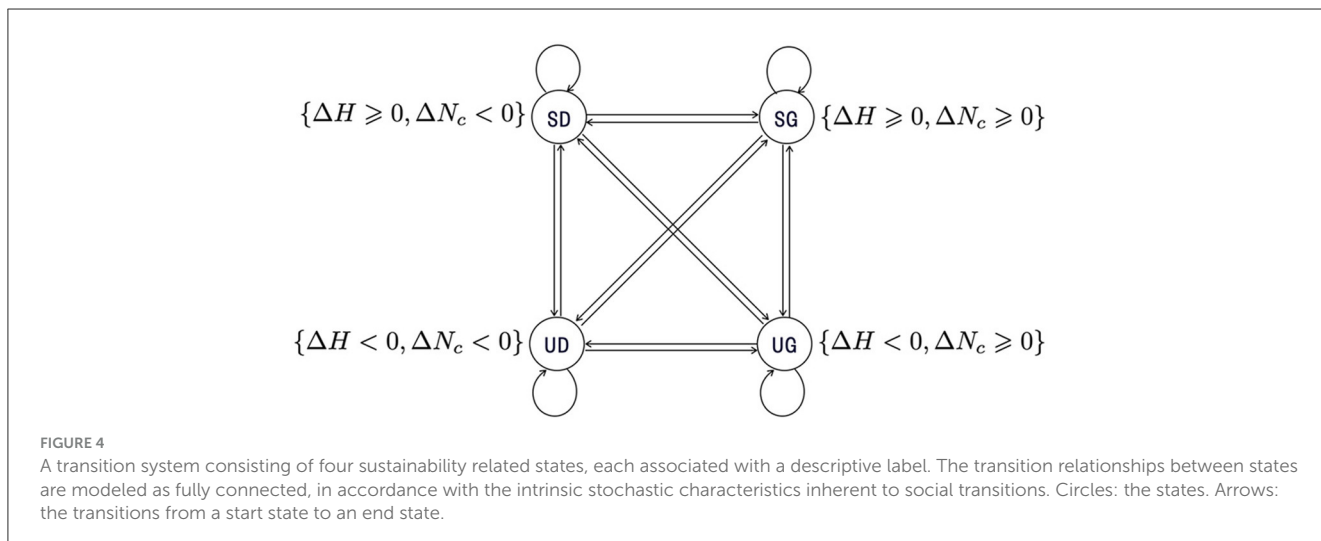 {ΔH ⩾ 0, ΔN_c < 0} SD SG {ΔH ⩾ 0, ΔN_c ⩾ 0}
{ΔH < 0, ΔN_c < 0} UD UG {ΔH < 0, ΔN_c ⩾ 0}
FIGURE 4
A transition system consisting of four sustainability related states, each associated with a descriptive label. The transition relationships between states
are modeled as fully connected, in accordance with the intrinsic stochastic characteristics inherent to social transitions. Circles: the states. Arrows:
the transitions from a start state to an end state.